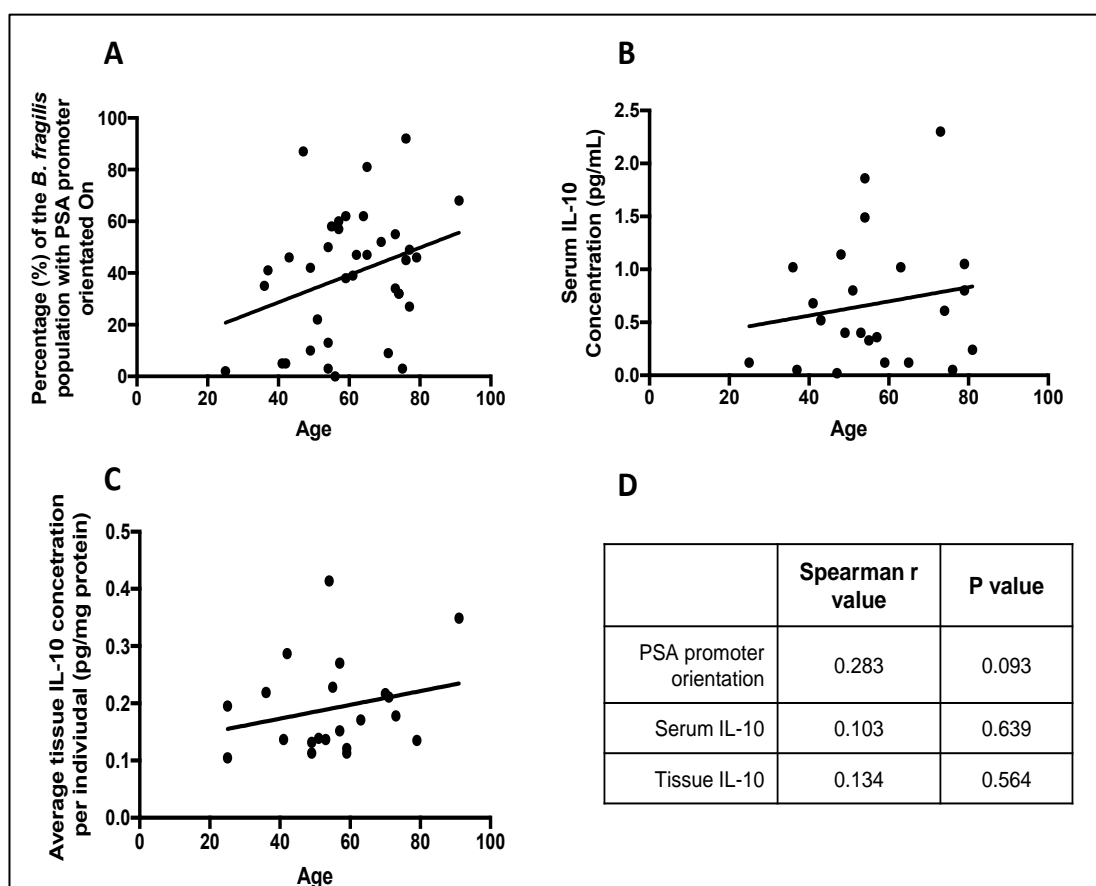 A
Percentage (%) of the B. fragilis
population with PSA promoter
orientated On
100
80
60
40
20
0
0 20 40 60 80 100
Age
B
Serum IL-10
Concentration (pg/mL)
2.5
2.0
1.5
1.0
0.5
0.0
0 20 40 60 80 100
Age
C
Average tissue IL-10 concetration
per indiviudal (pg/mg protein)
0.5
0.4
0.3
0.2
0.1
0.0
0 20 40 60 80 100
Age
D
Spearman r
value
P value
PSA promoter
orientation
0.283 0.093
Serum IL-10 0.103 0.639
Tissue IL-10 0.134 0.564